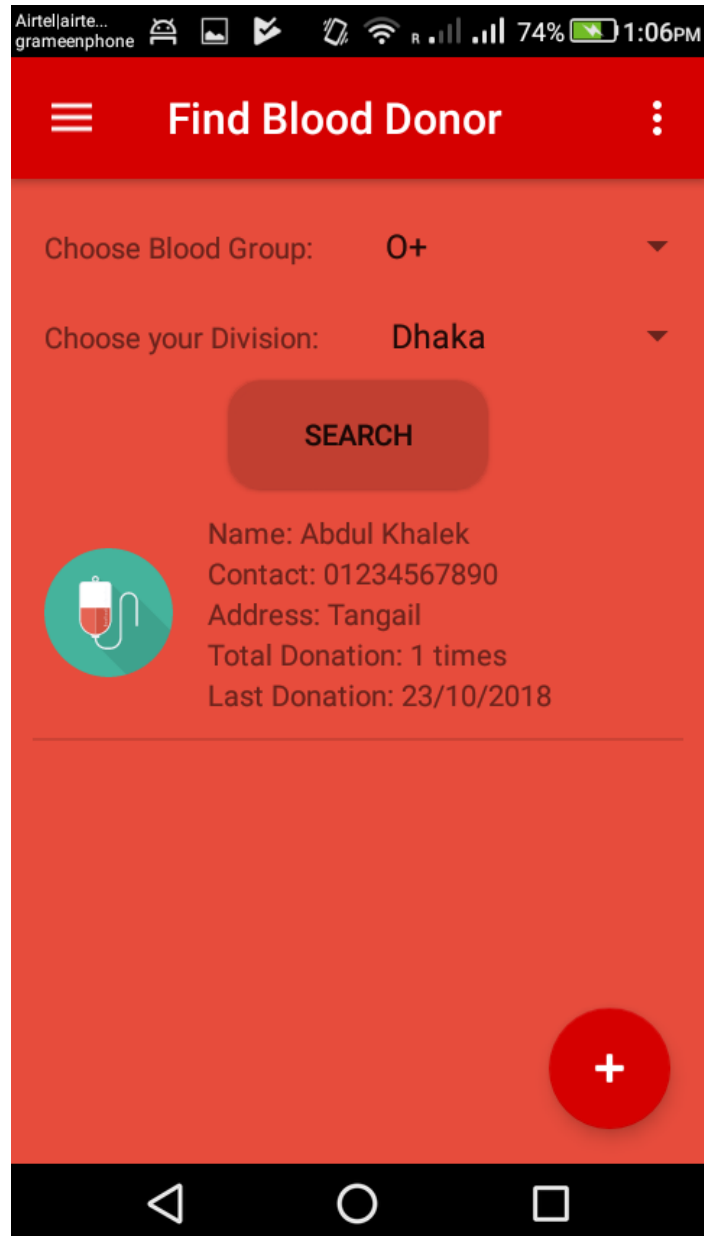 Airtel|airte...
grameenphone
R 74% 1:06PM
Find Blood Donor
Choose Blood Group: O+
Choose your Division: Dhaka
SEARCH
Name: Abdul Khalek
Contact: 01234567890
Address: Tangail
Total Donation: 1 times
Last Donation: 23/10/2018
+